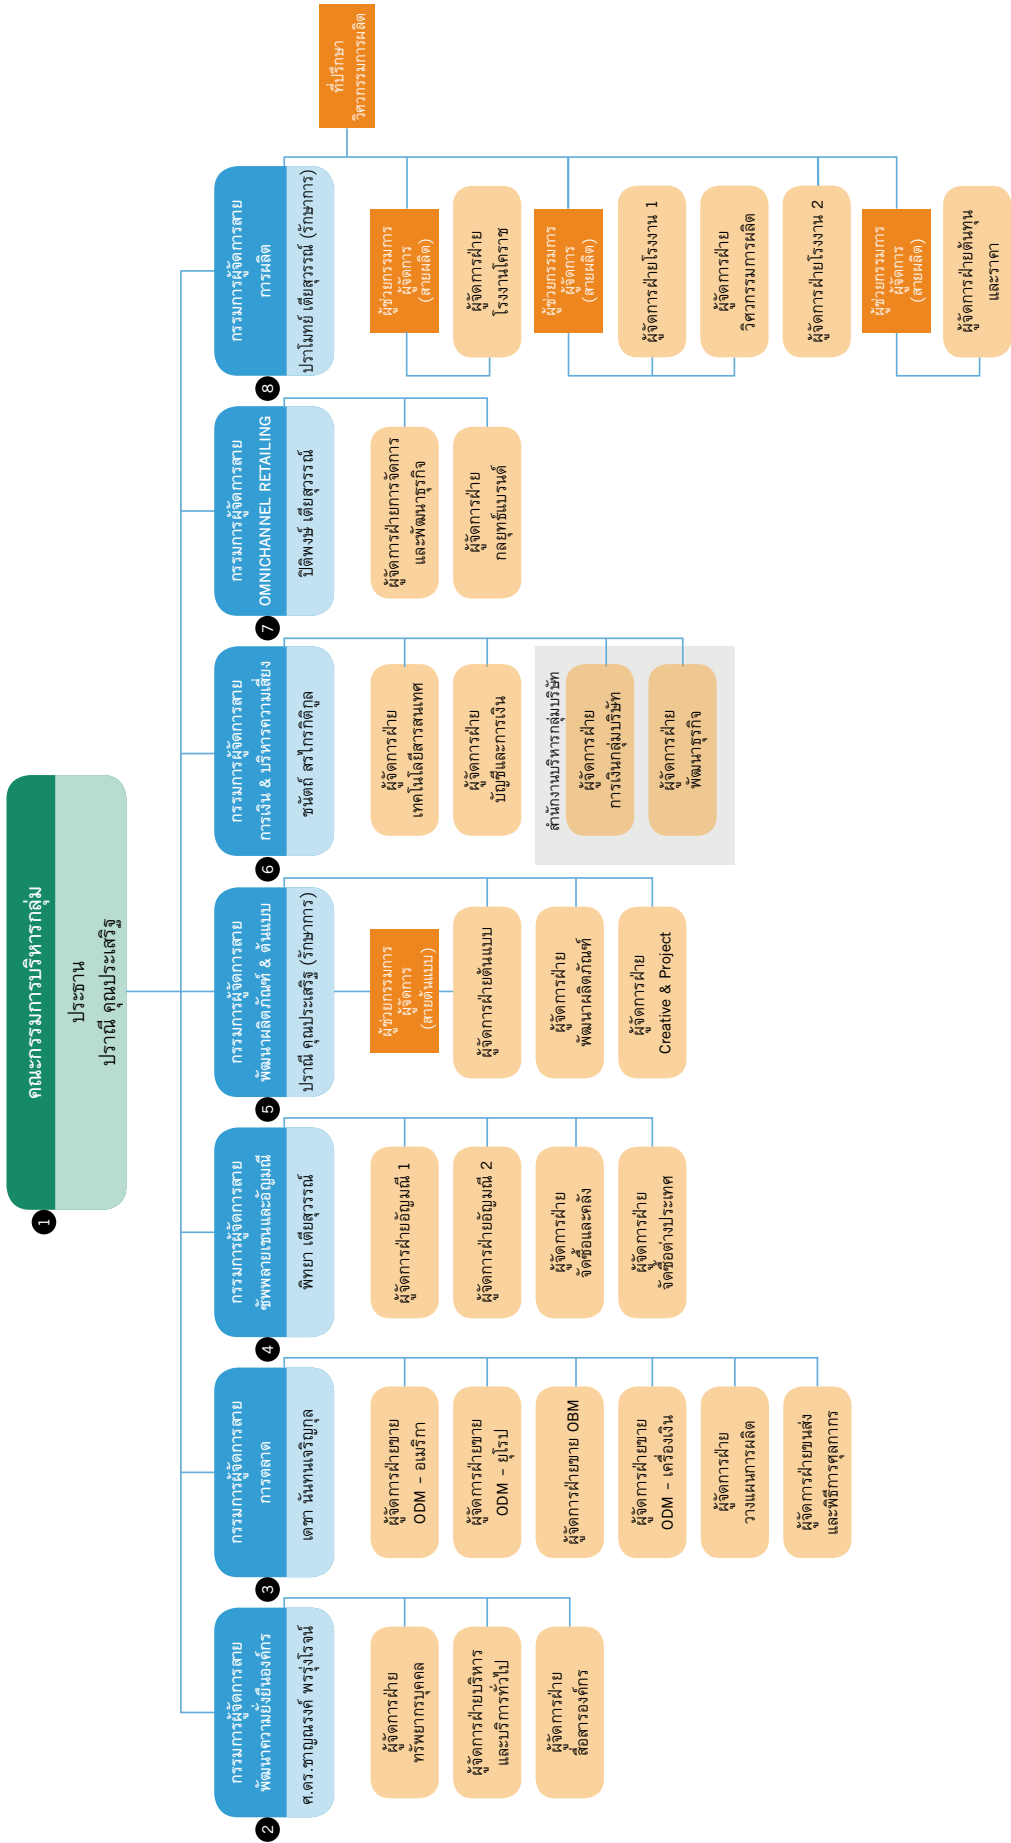 1
คณะกรรมการบริหารกลุ่ม
ประธาน
ปราณี คุณประเสริฐ
2
กรรมการผู้จัดการสาย
พัฒนาความยั่งยืนองค์กร
ศ.ดร.ชาญณรงค์ พรรุ่งโรจน์
ผู้จัดการฝ่าย
ทรัพยากรบุคคล
ผู้จัดการฝ่ายบริหาร
และบริการทั่วไป
ผู้จัดการฝ่าย
สื่อสารองค์กร
3
กรรมการผู้จัดการสาย
การตลาด
เดชา นันทนเจริญกุล
ผู้จัดการฝ่ายขาย
ODM – อเมริกา
ผู้จัดการฝ่ายขาย
ODM – ยุโรป
ผู้จัดการฝ่ายขาย OBM
ผู้จัดการฝ่ายขาย
ODM – เครื่องเงิน
ผู้จัดการฝ่าย
วางแผนการผลิต
ผู้จัดการฝ่ายขนส่ง
และพิธีการศุลกากร
4
กรรมการผู้จัดการสาย
ซัพพลายเชนและอัญมณี
พิทยา เตียสุวรรณ์
ผู้จัดการฝ่ายอัญมณี 1
ผู้จัดการฝ่ายอัญมณี 2
ผู้จัดการฝ่าย
จัดซื้อและคลัง
ผู้จัดการฝ่าย
จัดซื้อต่างประเทศ
5
กรรมการผู้จัดการสาย
พัฒนาผลิตภัณฑ์ & ต้นแบบ
ปราณี คุณประเสริฐ (รักษาการ)
ผู้ช่วยกรรมการ
ผู้จัดการ
(สายต้นแบบ)
ผู้จัดการฝ่ายต้นแบบ
ผู้จัดการฝ่าย
พัฒนาผลิตภัณฑ์
ผู้จัดการฝ่าย
Creative & Project
6
กรรมการผู้จัดการสาย
การเงิน & บริหารความเสี่ยง
ชนัตถ์ สรไกรกิติกูล
ผู้จัดการฝ่าย
เทคโนโลยีสารสนเทศ
ผู้จัดการฝ่าย
บัญชีและการเงิน
สำนักงานบริหารกลุ่มบริษัท
ผู้จัดการฝ่าย
การเงินกลุ่มบริษัท
ผู้จัดการฝ่าย
พัฒนาธุรกิจ
7
กรรมการผู้จัดการสาย
OMNICHANNEL RETAILING
ปิติพงษ์ เตียสุวรรณ์
ผู้จัดการฝ่ายการจัดการ
และพัฒนาธุรกิจ
ผู้จัดการฝ่าย
กลยุทธ์แบรนด์
8
กรรมการผู้จัดการสาย
การผลิต
ปราโมทย์ เตียสุวรรณ์ (รักษาการ)
ที่ปรึกษา
วิศวกรรมการผลิต
ผู้ช่วยกรรมการ
ผู้จัดการ
(สายผลิต)
ผู้จัดการฝ่าย
โรงงานโคราช
ผู้ช่วยกรรมการ
ผู้จัดการ
(สายผลิต)
ผู้จัดการฝ่ายโรงงาน 1
ผู้จัดการฝ่าย
วิศวกรรมการผลิต
ผู้จัดการฝ่ายโรงงาน 2
ผู้ช่วยกรรมการ
ผู้จัดการ
(สายผลิต)
ผู้จัดการฝ่ายต้นทุน
และราคา